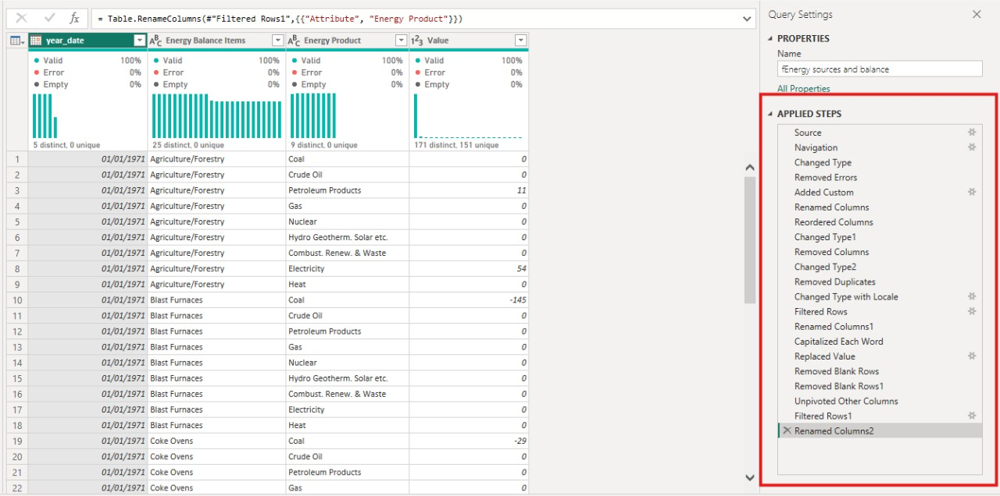 fx = Table.RenameColumns(#"Filtered Rows1",{{"Attribute", "Energy Product"}})
year_date ABC Energy Balance Items ABC Energy Product 123 Value
Valid 100% Valid 100% Valid 100% Valid 100%
Error 0% Error 0% Error 0% Error 0%
Empty 0% Empty 0% Empty 0% Empty 0%
5 distinct, 0 unique 25 distinct, 0 unique 9 distinct, 0 unique 171 distinct, 151 unique
1 01/01/1971 Agriculture/Forestry Coal 0
2 01/01/1971 Agriculture/Forestry Crude Oil 0
3 01/01/1971 Agriculture/Forestry Petroleum Products 11
4 01/01/1971 Agriculture/Forestry Gas 0
5 01/01/1971 Agriculture/Forestry Nuclear 0
6 01/01/1971 Agriculture/Forestry Hydro Geotherm. Solar etc. 0
7 01/01/1971 Agriculture/Forestry Combust. Renew. & Waste 0
8 01/01/1971 Agriculture/Forestry Electricity 54
9 01/01/1971 Agriculture/Forestry Heat 0
10 01/01/1971 Blast Furnaces Coal -145
11 01/01/1971 Blast Furnaces Crude Oil 0
12 01/01/1971 Blast Furnaces Petroleum Products 0
13 01/01/1971 Blast Furnaces Gas 0
14 01/01/1971 Blast Furnaces Nuclear 0
15 01/01/1971 Blast Furnaces Hydro Geotherm. Solar etc. 0
16 01/01/1971 Blast Furnaces Combust. Renew. & Waste 0
17 01/01/1971 Blast Furnaces Electricity 0
18 01/01/1971 Blast Furnaces Heat 0
19 01/01/1971 Coke Ovens Coal -29
20 01/01/1971 Coke Ovens Crude Oil 0
21 01/01/1971 Coke Ovens Petroleum Products 0
22 01/01/1971 Coke Ovens Gas 0
Query Settings
PROPERTIES
Name
fEnergy sources and balance
All Properties
APPLIED STEPS
Source
Navigation
Changed Type
Removed Errors
Added Custom
Renamed Columns
Reordered Columns
Changed Type1
Removed Columns
Changed Type2
Removed Duplicates
Changed Type with Locale
Filtered Rows
Renamed Columns1
Capitalized Each Word
Replaced Value
Removed Blank Rows
Removed Blank Rows1
Unpivoted Other Columns
Filtered Rows1
Renamed Columns2